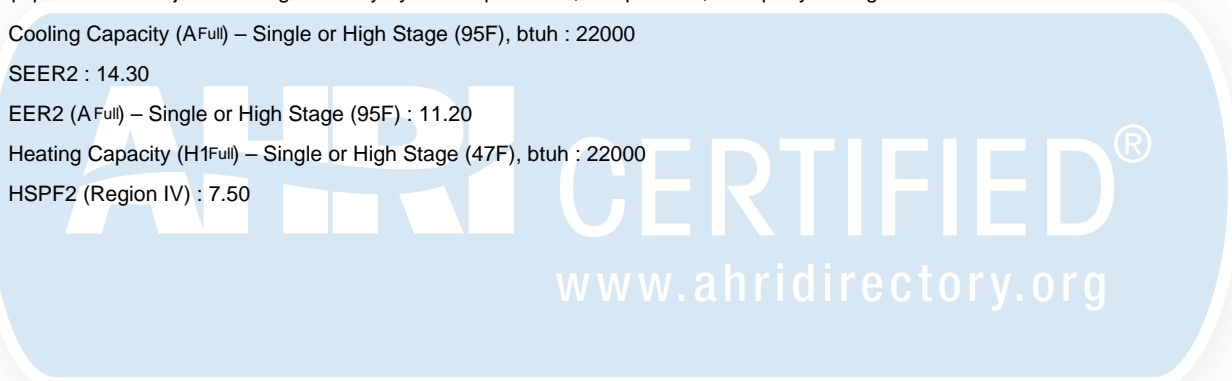 Cooling Capacity (AFull) – Single or High Stage (95F), btuh : 22000
SEER2 : 14.30
EER2 (AFull) – Single or High Stage (95F) : 11.20
Heating Capacity (H1Full) – Single or High Stage (47F), btuh : 22000
HSPF2 (Region IV) : 7.50
AHRI CERTIFIED®
www.ahridirectory.org